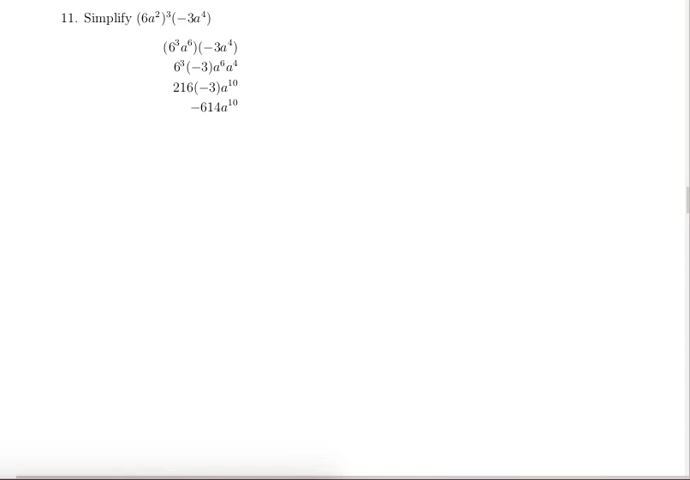 11. Simplify (6a²)³(−3a⁴)
(6³a⁶)(−3a⁴)
6³(−3)a⁶a⁴
216(−3)a¹⁰
−614a¹⁰